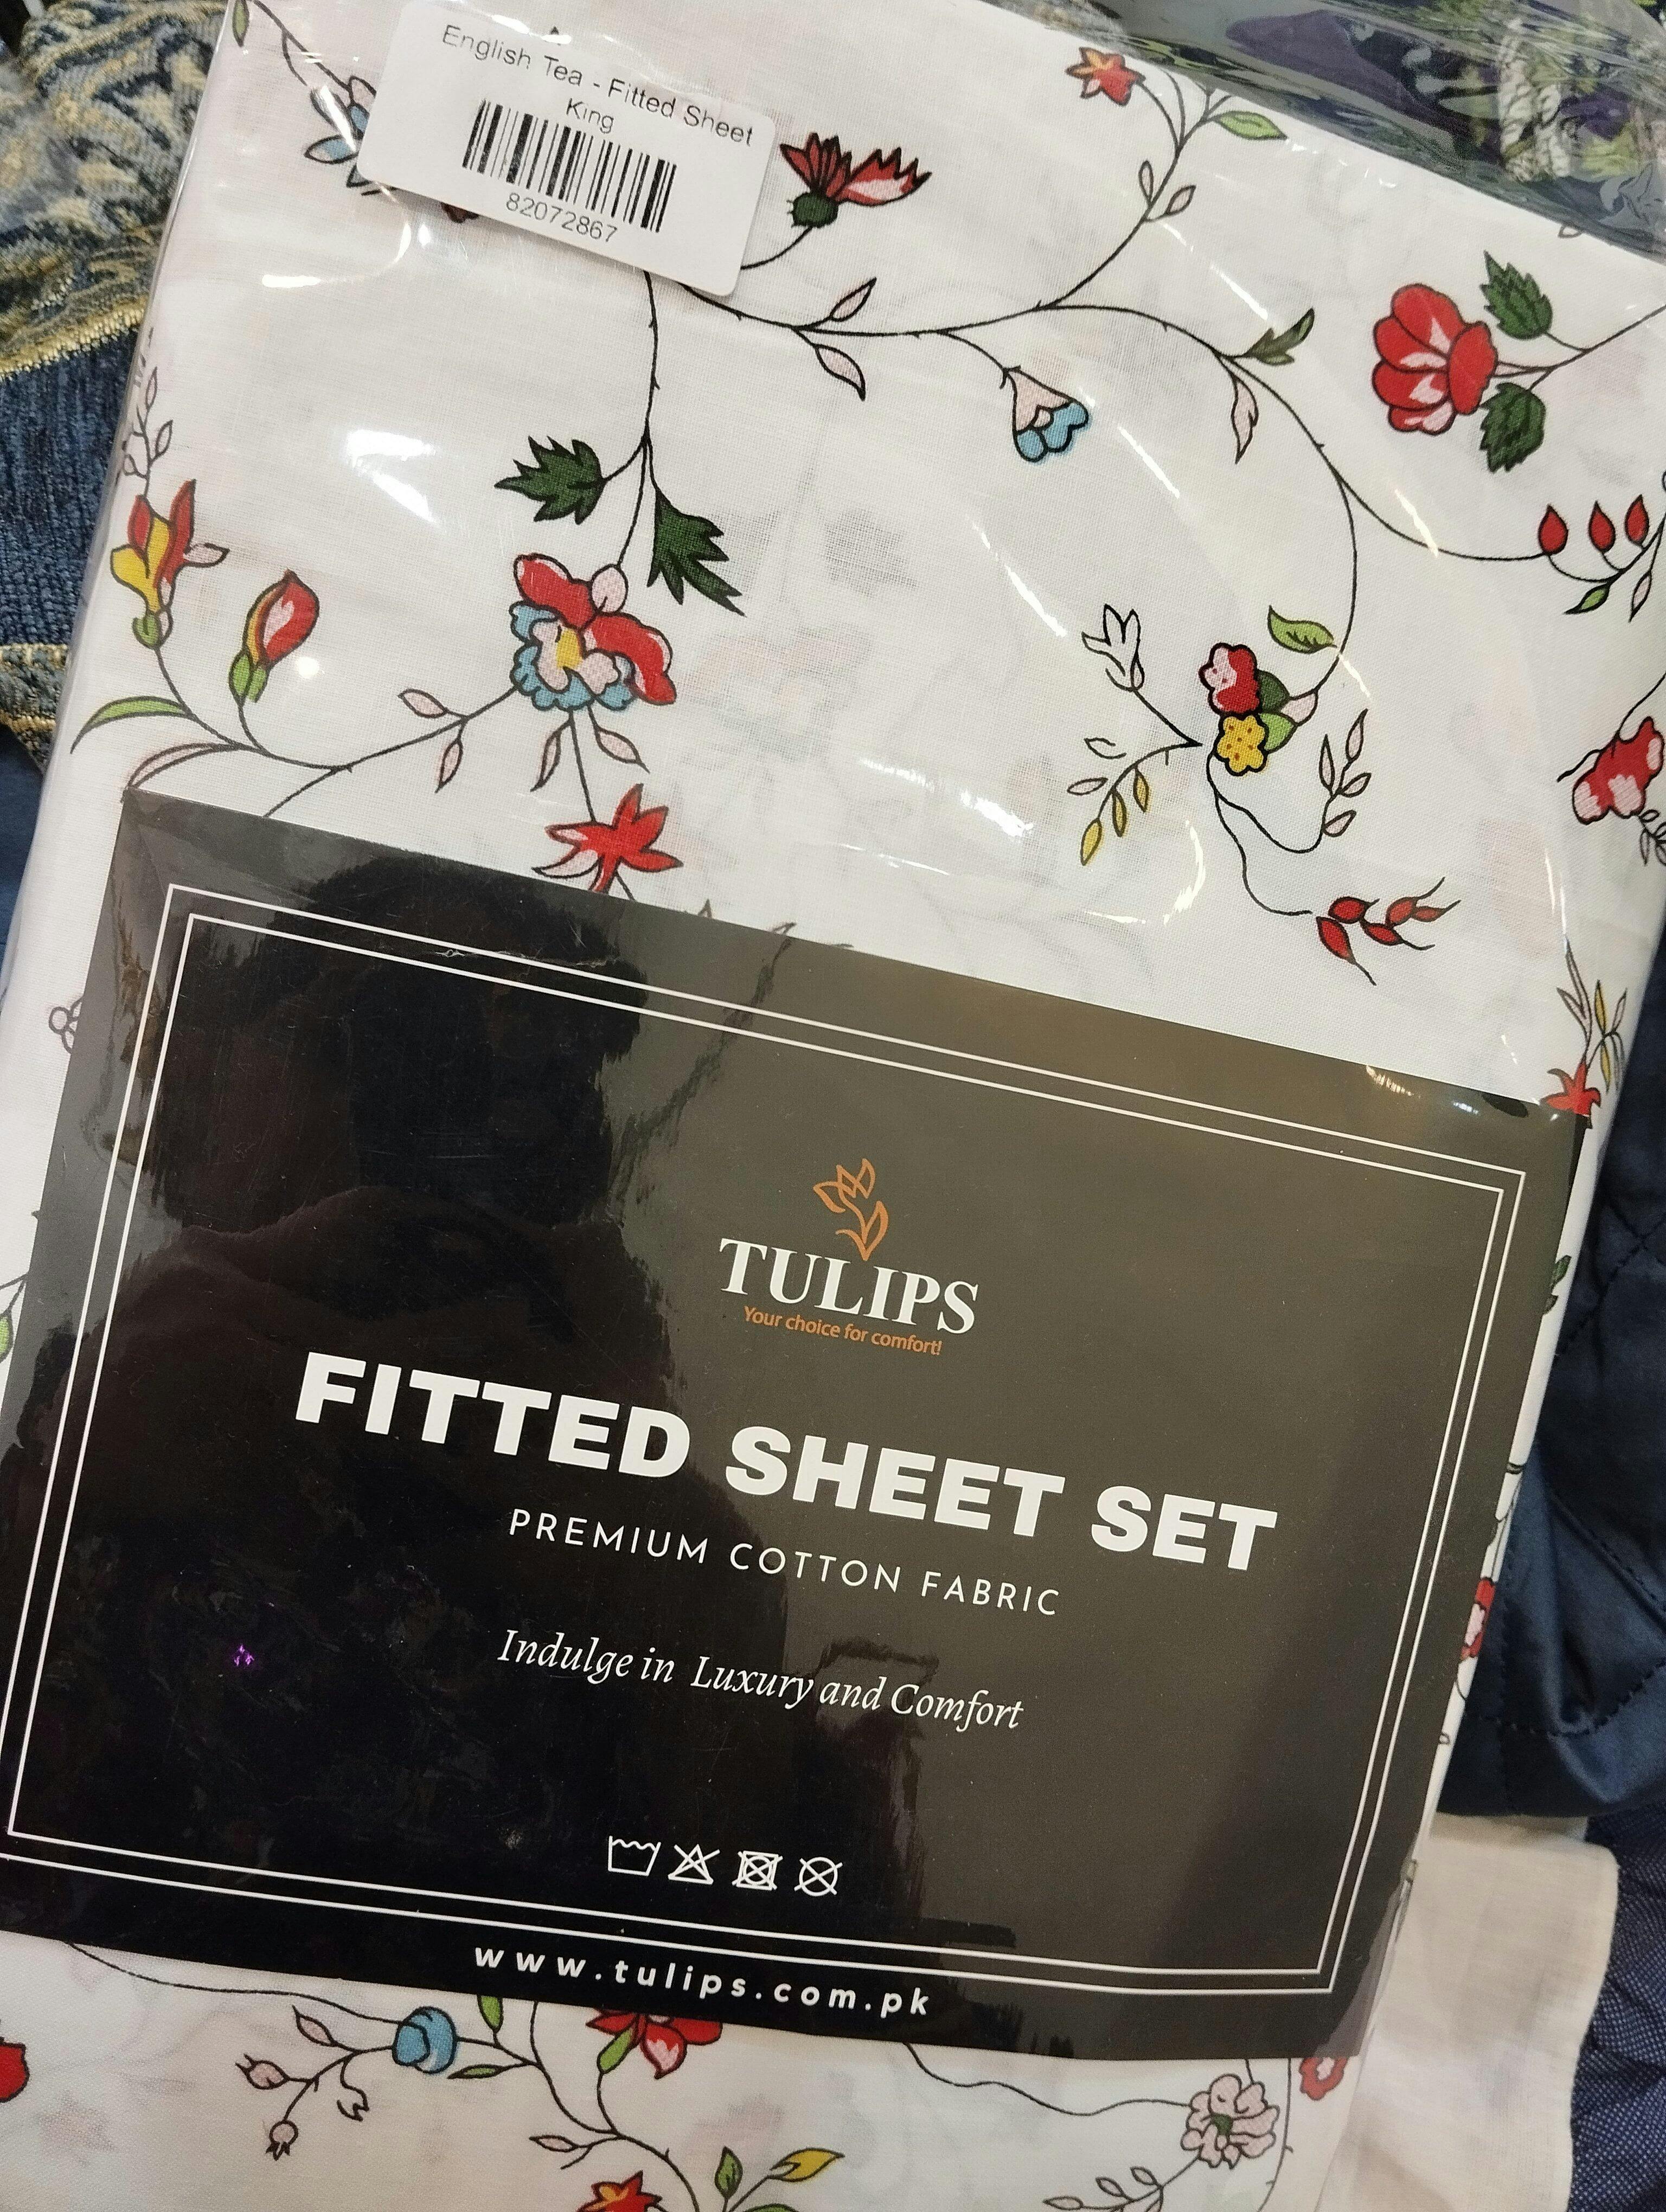 English Tea - Fitted Sheet
King
82072867
TULIPS
Your choice for comfort!
FITTED SHEET SET
PREMIUM COTTON FABRIC
Indulge in Luxury and Comfort
www.tulips.com.pk